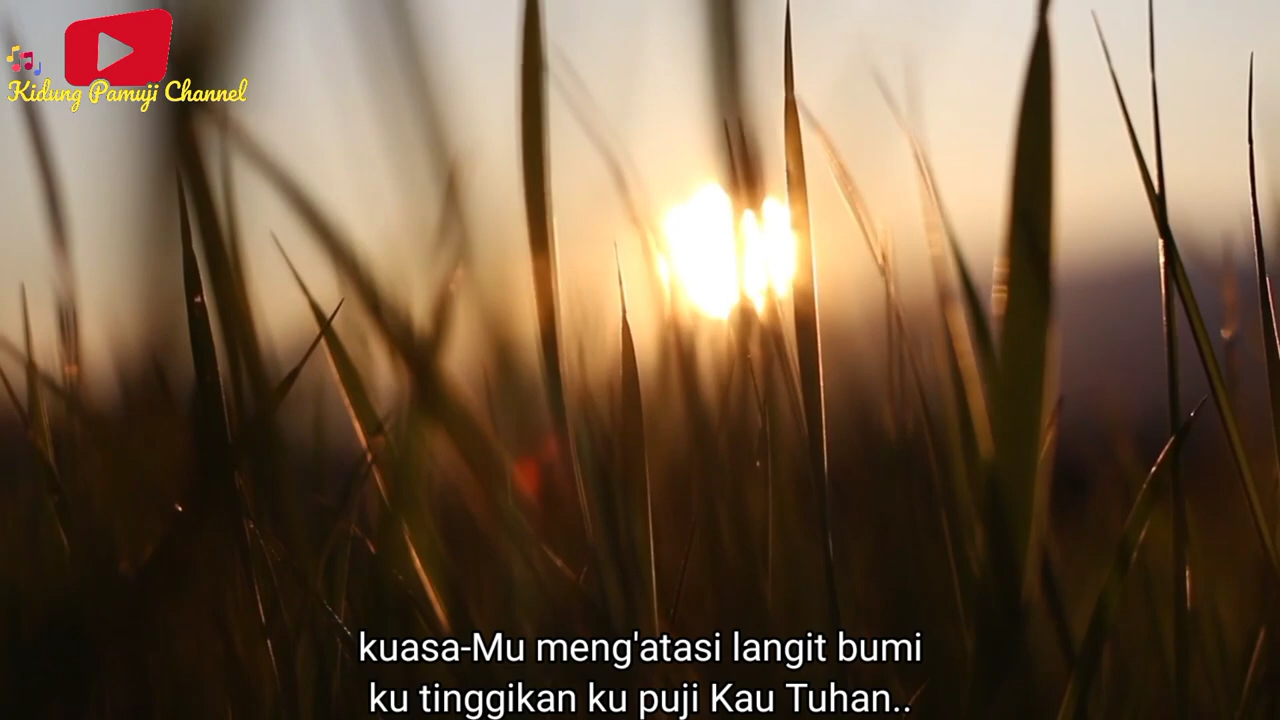 Kidung Pamuji Channel
kuasa-Mu meng'atasi langit bumi
ku tinggikan ku puji Kau Tuhan..